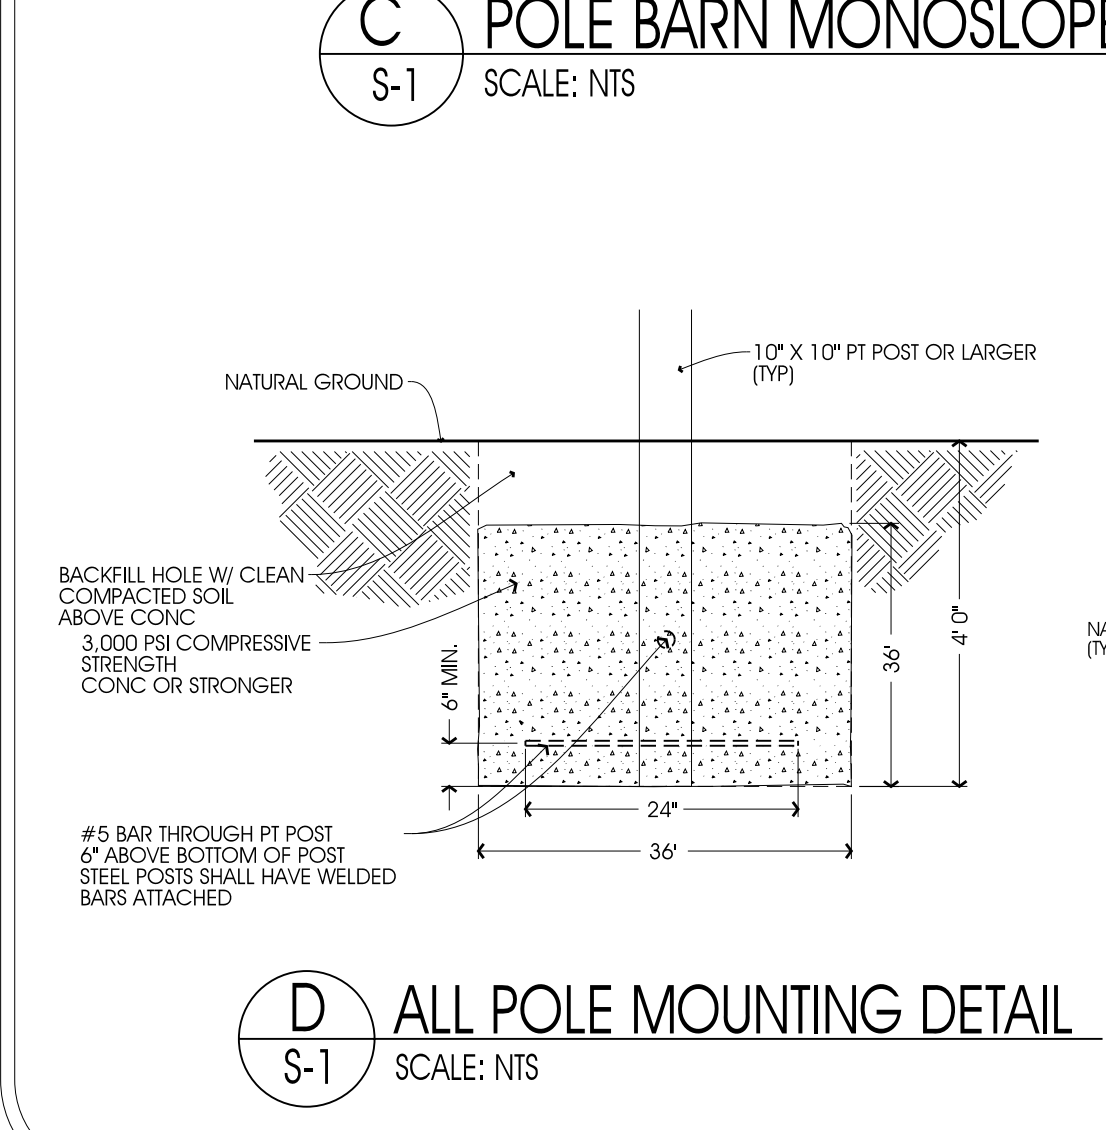 C
POLE BARN MONOSLOPE
S-1
SCALE: NTS
10" X 10" PT POST OR LARGER
(TYP)
NATURAL GROUND
BACKFILL HOLE W/ CLEAN
COMPACTED SOIL
ABOVE CONC
3,000 PSI COMPRESSIVE
STRENGTH
CONC OR STRONGER
6" MIN.
36'
4' 0"
24"
36'
#5 BAR THROUGH PT POST
6" ABOVE BOTTOM OF POST
STEEL POSTS SHALL HAVE WELDED
BARS ATTACHED
D
ALL POLE MOUNTING DETAIL
S-1
SCALE: NTS